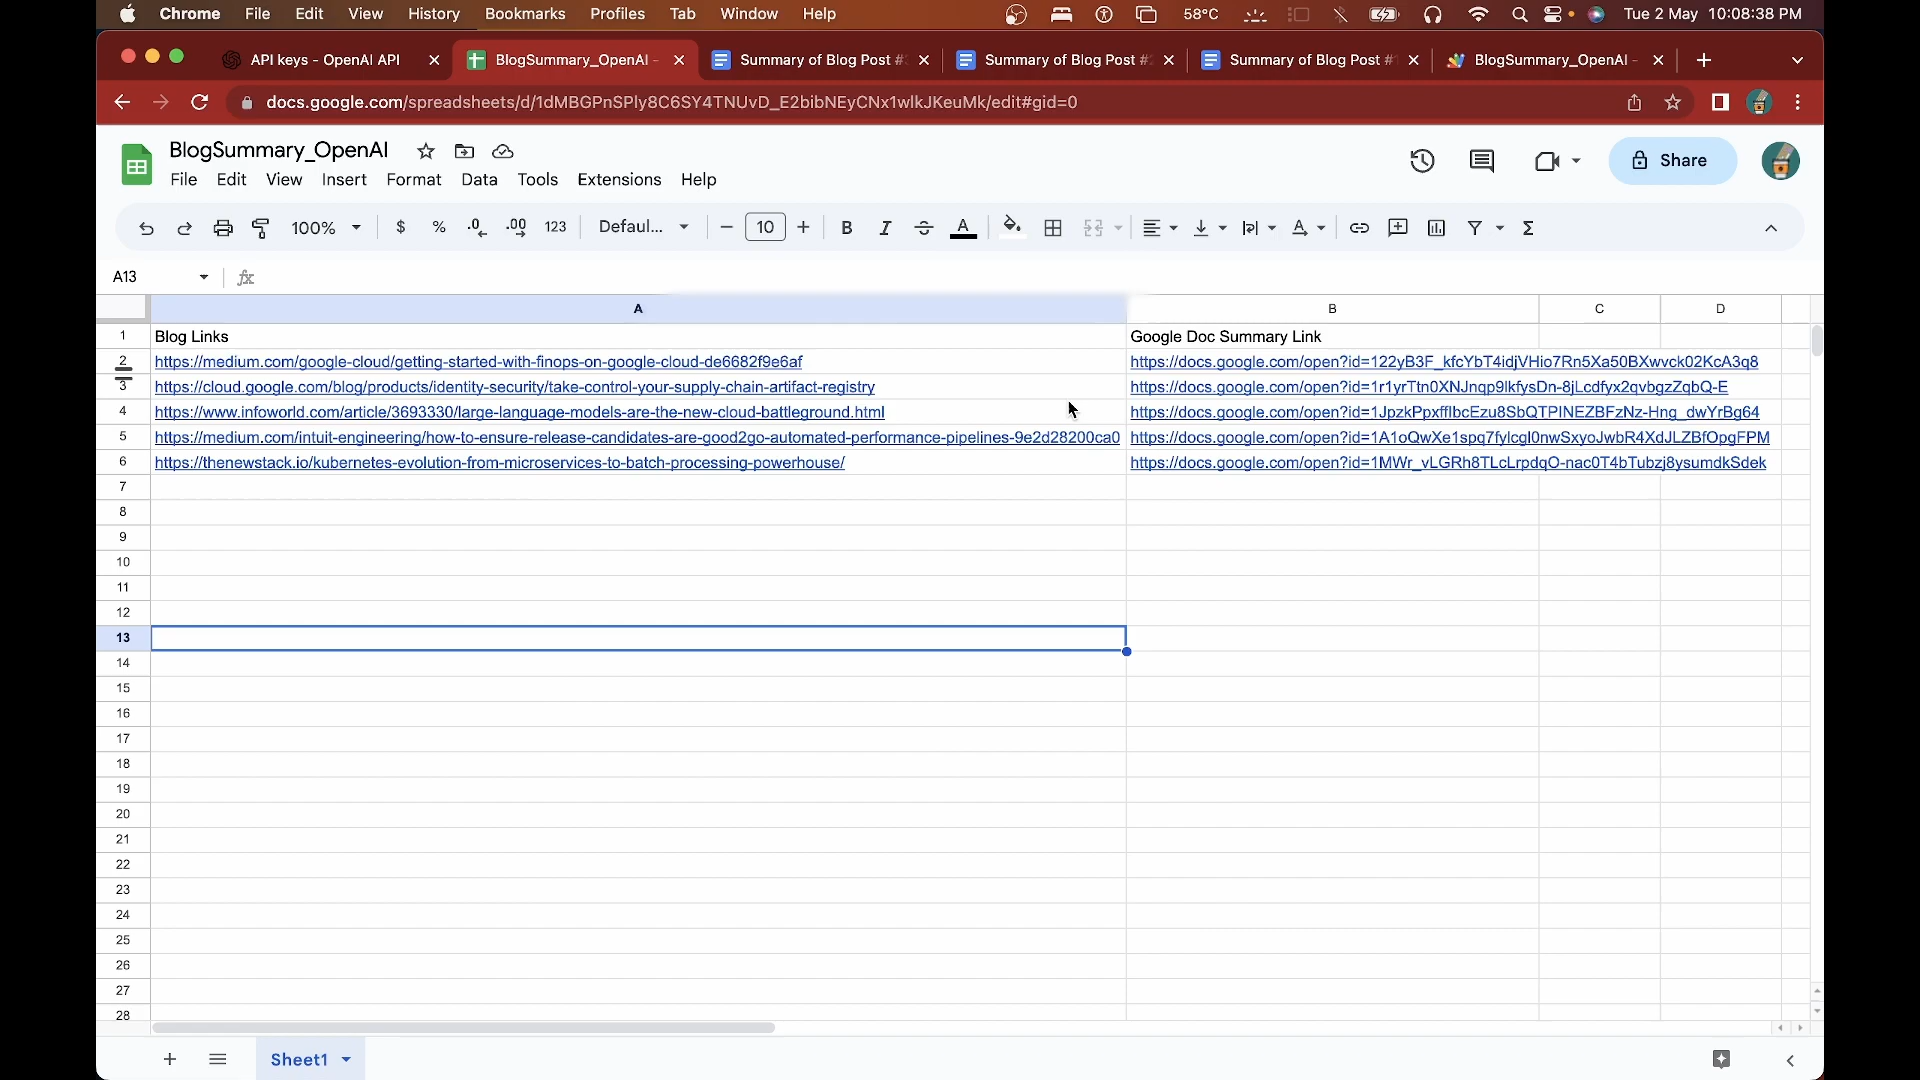 Chrome File Edit View History Bookmarks Profiles Tab Window Help 58°C Tue 2 May 10:08:38 PM
API keys - OpenAI API BlogSummary_OpenAI - Summary of Blog Post # Summary of Blog Post # Summary of Blog Post # BlogSummary_OpenAI -
docs.google.com/spreadsheets/d/1dMBGPnSPly8C6SY4TNUvD_E2bibNEyCNx1wlkJKeuMk/edit#gid=0
BlogSummary_OpenAI
File Edit View Insert Format Data Tools Extensions Help
Share
100% $ % .0 .00 123 Defaul... 10 B I A Σ
A13 fx
A B C D
1 Blog Links Google Doc Summary Link
2 https://medium.com/google-cloud/getting-started-with-finops-on-google-cloud-de6682f9e6af https://docs.google.com/open?id=122yB3F_kfcYbT4idjVHio7Rn5Xa50BXwvck02KcA3q8
3 https://cloud.google.com/blog/products/identity-security/take-control-your-supply-chain-artifact-registry https://docs.google.com/open?id=1r1yrTtn0XNJnqp9lkfysDn-8jLcdfyx2qvbgzZqbQ-E
4 https://www.infoworld.com/article/3693330/large-language-models-are-the-new-cloud-battleground.html https://docs.google.com/open?id=1JpzkPpxfflbcEzu8SbQTPINEZBFzNz-Hng_dwYrBg64
5 https://medium.com/intuit-engineering/how-to-ensure-release-candidates-are-good2go-automated-performance-pipelines-9e2d28200ca0 https://docs.google.com/open?id=1A1oQwXe1spq7fylcgl0nwSxyoJwbR4XdJLZBfOpgFPM
6 https://thenewstack.io/kubernetes-evolution-from-microservices-to-batch-processing-powerhouse/ https://docs.google.com/open?id=1MWr_vLGRh8TLcLrpdqO-nac0T4bTubzj8ysumdkSdek
7
8
9
10
11
12
13
14
15
16
17
18
19
20
21
22
23
24
25
26
27
28
Sheet1